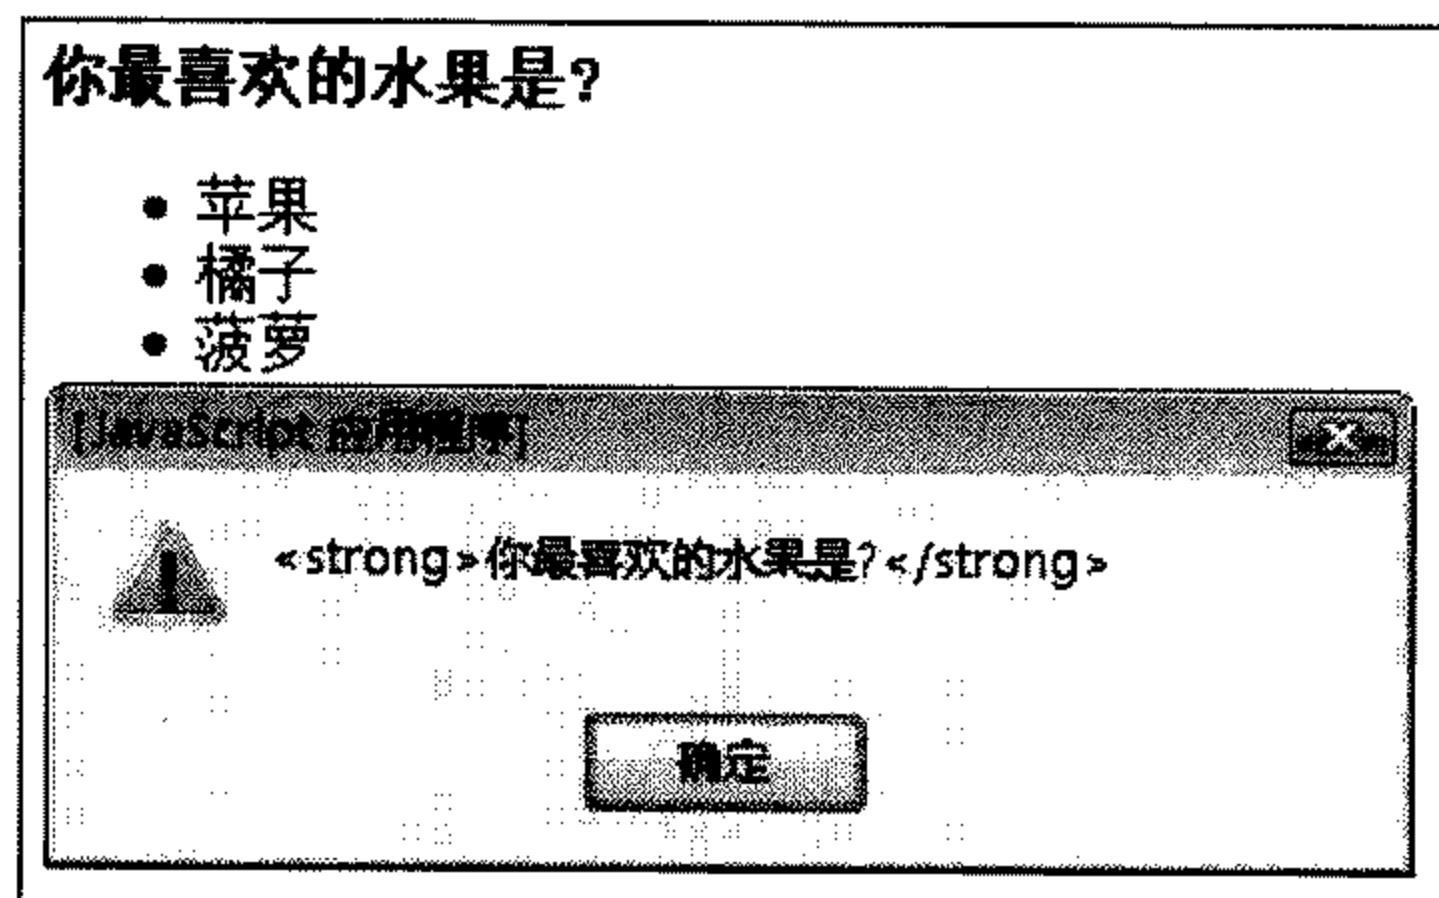 你最喜欢的水果是?
苹果
橘子
菠萝
[JavaScript 应用程序]
<strong>你最喜欢的水果是?</strong>
确定